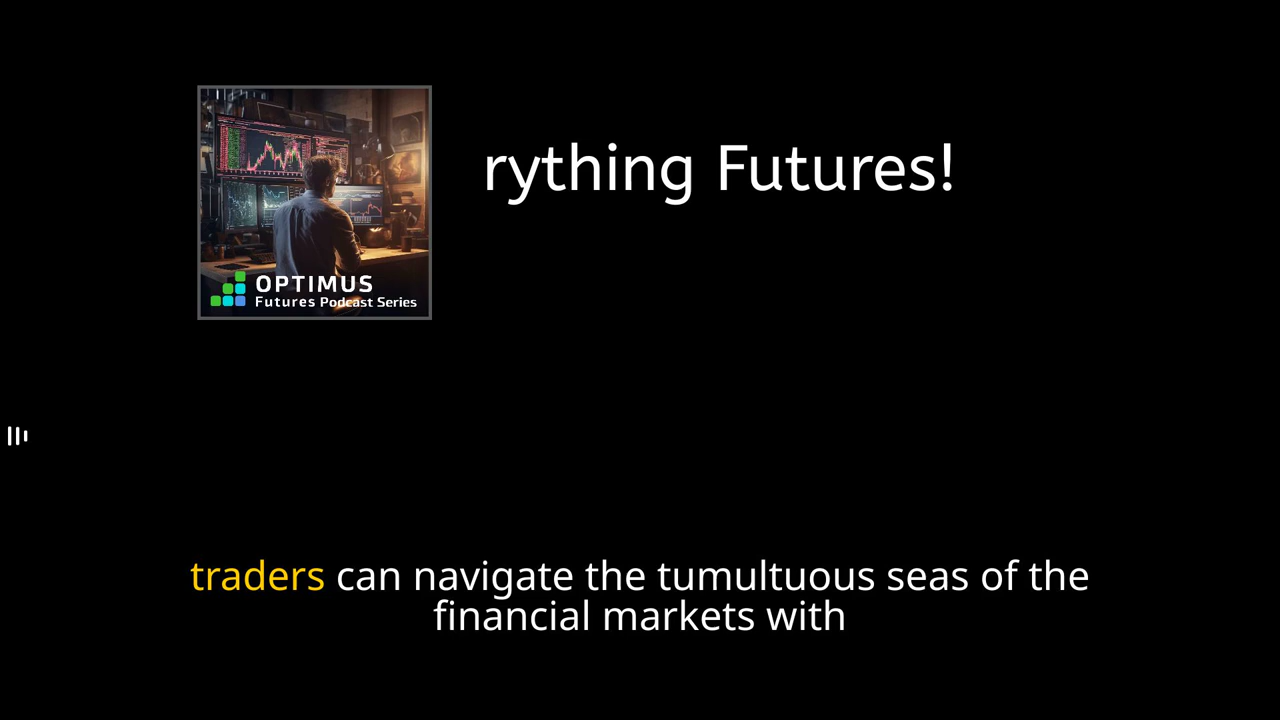 rything Futures!
OPTIMUS
Futures Podcast Series
traders can navigate the tumultuous seas of the
financial markets with